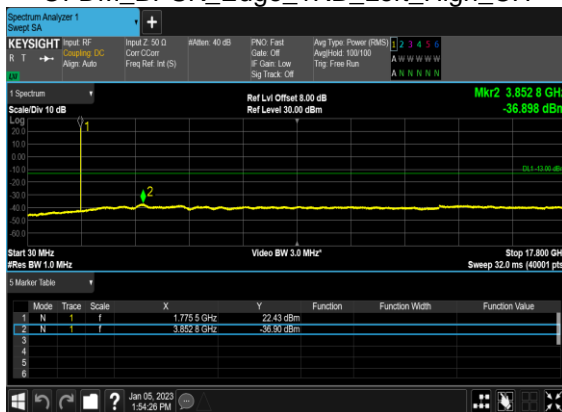 Spectrum Analyzer 1
Swept SA
+
KEYSIGHT Input: RF
R T Coupling: DC
Align: Auto
LU
Input Z: 50 Ω
Corr CCorr
Freq Ref: Int (S)
#Atten: 40 dB
PNO: Fast
Gate: Off
IF Gain: Low
Sig Track: Off
Avg Type: Power (RMS)
Avg|Hold: 100/100
Trig: Free Run
1 2 3 4 5 6
A W W W W W
A N N N N N
1 Spectrum
Scale/Div 10 dB
Ref Lvl Offset 8.00 dB
Ref Level 30.00 dBm
Mkr2 3.852 8 GHz
-36.898 dBm
Log
20.0
10.0
0.00
-10.0
-20.0
-30.0
-40.0
-50.0
-60.0
1
2
DL1 -13.00 dB
Start 30 MHz
#Res BW 1.0 MHz
Video BW 3.0 MHz*
Stop 17.800 GH
Sweep 32.0 ms (40001 pts
5 Marker Table
Mode Trace Scale X Y Function Function Width Function Value
1 N 1 f 1.775 5 GHz 22.43 dBm
2 N 1 f 3.852 8 GHz -36.90 dBm
3
4
5
6
?
Jan 05, 2023
1:54:26 PM